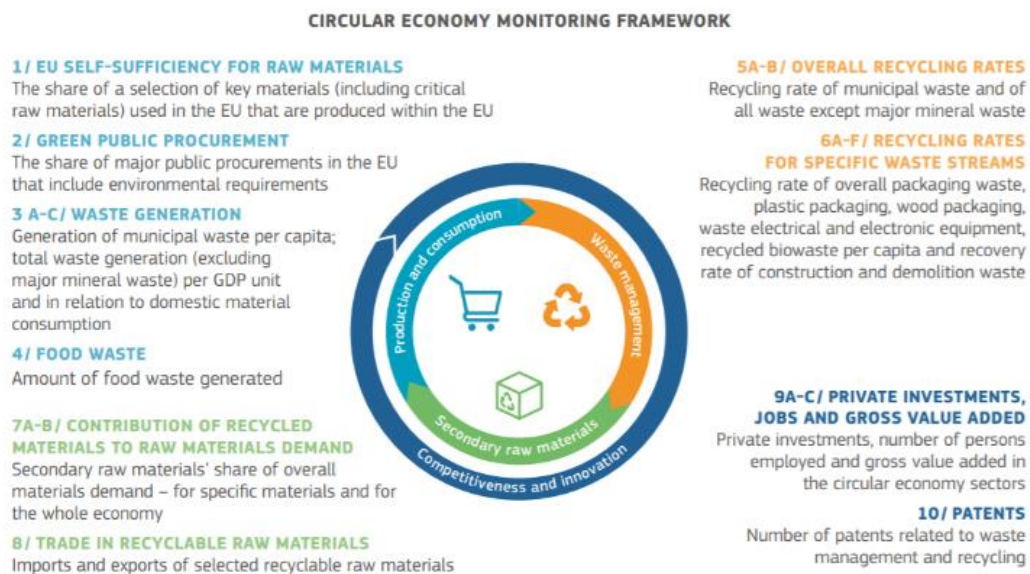 CIRCULAR ECONOMY MONITORING FRAMEWORK
1/ EU SELF-SUFFICIENCY FOR RAW MATERIALS
The share of a selection of key materials (including critical
raw materials) used in the EU that are produced within the EU
2/ GREEN PUBLIC PROCUREMENT
The share of major public procurements in the EU
that include environmental requirements
3 A-C/ WASTE GENERATION
Generation of municipal waste per capita;
total waste generation (excluding
major mineral waste) per GDP unit
and in relation to domestic material
consumption
4/ FOOD WASTE
Amount of food waste generated
7A-B/ CONTRIBUTION OF RECYCLED
MATERIALS TO RAW MATERIALS DEMAND
Secondary raw materials' share of overall
materials demand – for specific materials and for
the whole economy
8/ TRADE IN RECYCLABLE RAW MATERIALS
Imports and exports of selected recyclable raw materials
Production and consumption
Waste management
Secondary raw materials
Competitiveness and innovation
5A-B/ OVERALL RECYCLING RATES
Recycling rate of municipal waste and of
all waste except major mineral waste
6A-F/ RECYCLING RATES
FOR SPECIFIC WASTE STREAMS
Recycling rate of overall packaging waste,
plastic packaging, wood packaging,
waste electrical and electronic equipment,
recycled biowaste per capita and recovery
rate of construction and demolition waste
9A-C/ PRIVATE INVESTMENTS,
JOBS AND GROSS VALUE ADDED
Private investments, number of persons
employed and gross value added in
the circular economy sectors
10/ PATENTS
Number of patents related to waste
management and recycling